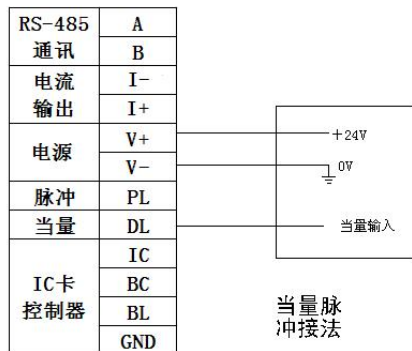 RS-485
通讯
A
B
电流
输出
I-
I+
电源
V+
V-
脉冲
PL
当量
DL
IC卡
控制器
IC
BC
BL
GND
+24V
0V
当量输入
当量脉
冲接法